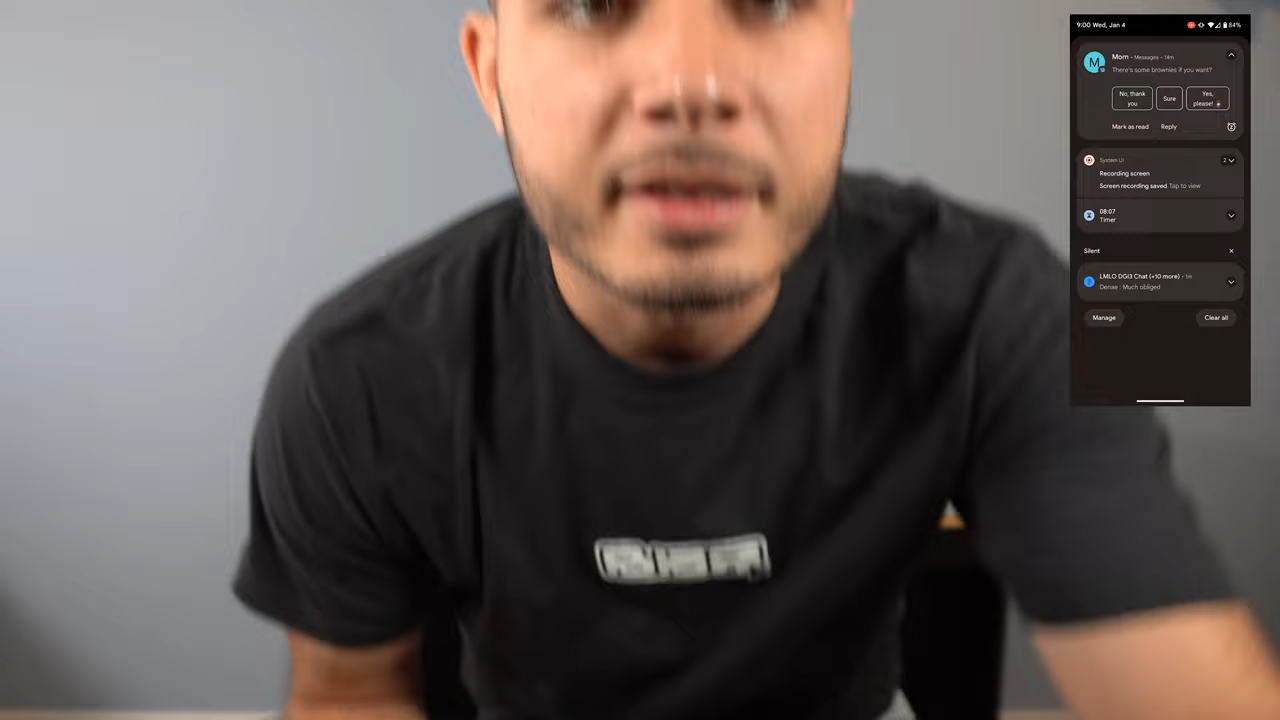 9:00 Wed, Jan 4
84%
M
Mom • Messages • 14m
There's some brownies if you want?
No, thank
you
Sure
Yes,
please!
Mark as read
Reply
System UI
2
Recording screen
Screen recording saved Tap to view
08:07
Timer
Silent
LMLO DGI3 Chat (+10 more) • 1m
Denae : Much obliged
Manage
Clear all